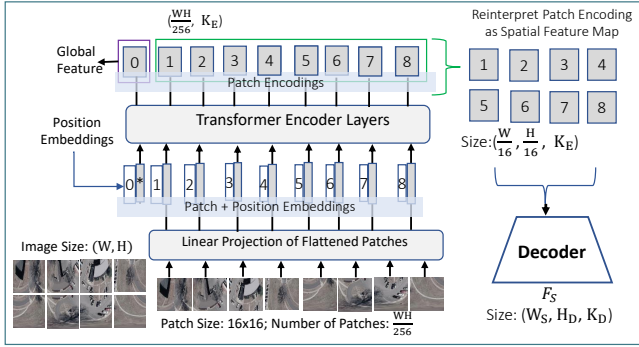 (WH/256, K_E)
Global
Feature
0 1 2 3 4 5 6 7 8
Patch Encodings
Transformer Encoder Layers
Position
Embeddings
0* 1 2 3 4 5 6 7 8
Patch + Position Embeddings
Linear Projection of Flattened Patches
Image Size: (W, H)
Patch Size: 16x16; Number of Patches: WH/256
Reinterpret Patch Encoding
as Spatial Feature Map
1 2 3 4
5 6 7 8
Size:(W/16, H/16, K_E)
Decoder
F_S
Size: (W_S, H_D, K_D)